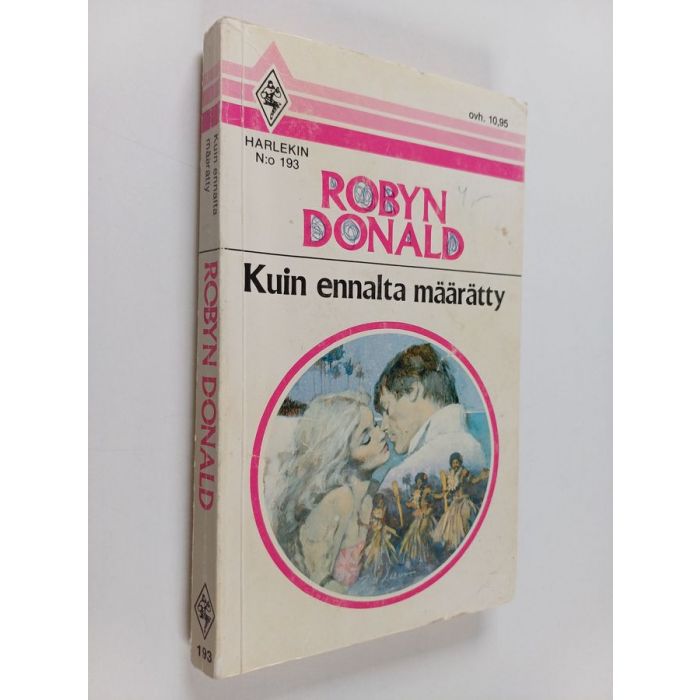 HARLEKIN
N:o 193
ovh. 10,95
ROBYN
DONALD
Kuin ennalta määrätty
Kuin ennalta
määrätty
ROBYN DONALD
193